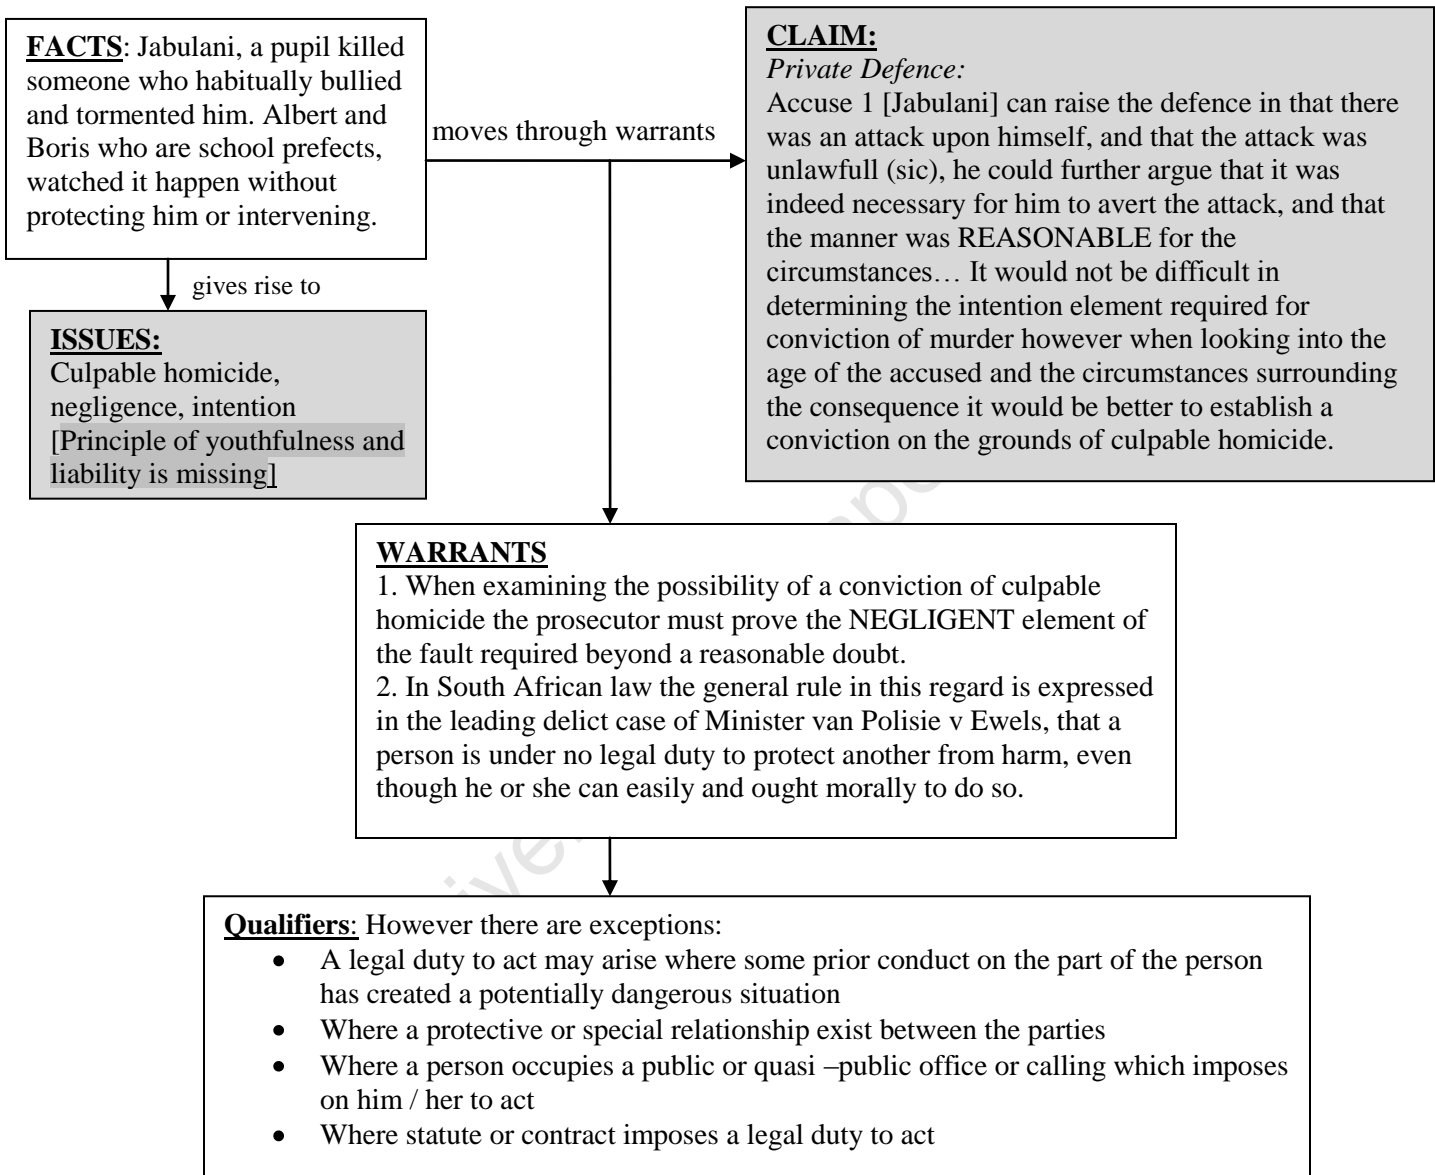 FACTS: Jabulani, a pupil killed
someone who habitually bullied
and tormented him. Albert and
Boris who are school prefects,
watched it happen without
protecting him or intervening.
moves through warrants
CLAIM:
Private Defence:
Accuse 1 [Jabulani] can raise the defence in that there
was an attack upon himself, and that the attack was
unlawfull (sic), he could further argue that it was
indeed necessary for him to avert the attack, and that
the manner was REASONABLE for the
circumstances… It would not be difficult in
determining the intention element required for
conviction of murder however when looking into the
age of the accused and the circumstances surrounding
the consequence it would be better to establish a
conviction on the grounds of culpable homicide.
gives rise to
ISSUES:
Culpable homicide,
negligence, intention
[Principle of youthfulness and
liability is missing]
WARRANTS
1. When examining the possibility of a conviction of culpable
homicide the prosecutor must prove the NEGLIGENT element of
the fault required beyond a reasonable doubt.
2. In South African law the general rule in this regard is expressed
in the leading delict case of Minister van Polisie v Ewels, that a
person is under no legal duty to protect another from harm, even
though he or she can easily and ought morally to do so.
Qualifiers: However there are exceptions:
• A legal duty to act may arise where some prior conduct on the part of the person
has created a potentially dangerous situation
• Where a protective or special relationship exist between the parties
• Where a person occupies a public or quasi –public office or calling which imposes
on him / her to act
• Where statute or contract imposes a legal duty to act